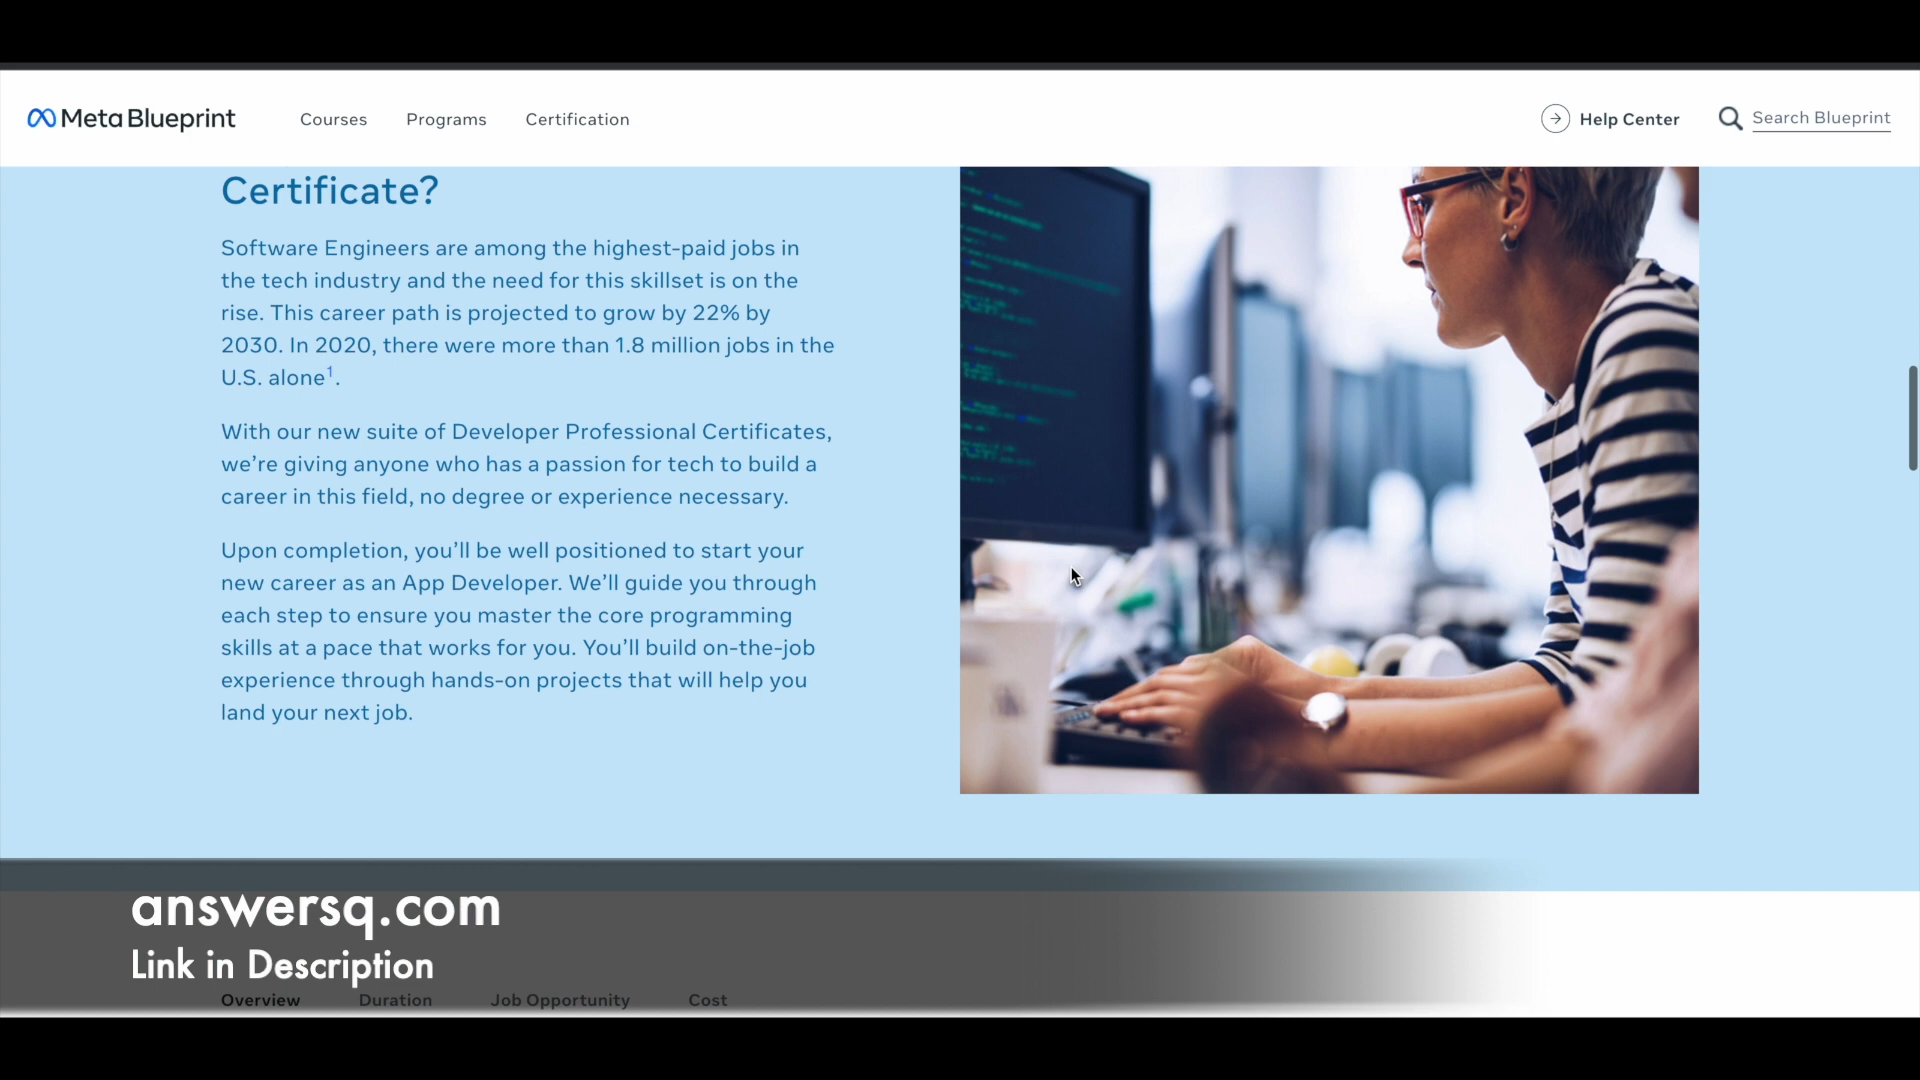 Meta Blueprint
Courses
Programs
Certification
Help Center
Search Blueprint
Certificate?
Software Engineers are among the highest-paid jobs in
the tech industry and the need for this skillset is on the
rise. This career path is projected to grow by 22% by
2030. In 2020, there were more than 1.8 million jobs in the
U.S. alone¹.
With our new suite of Developer Professional Certificates,
we’re giving anyone who has a passion for tech to build a
career in this field, no degree or experience necessary.
Upon completion, you’ll be well positioned to start your
new career as an App Developer. We’ll guide you through
each step to ensure you master the core programming
skills at a pace that works for you. You’ll build on-the-job
experience through hands-on projects that will help you
land your next job.
answersq.com
Link in Description
Overview
Duration
Job Opportunity
Cost